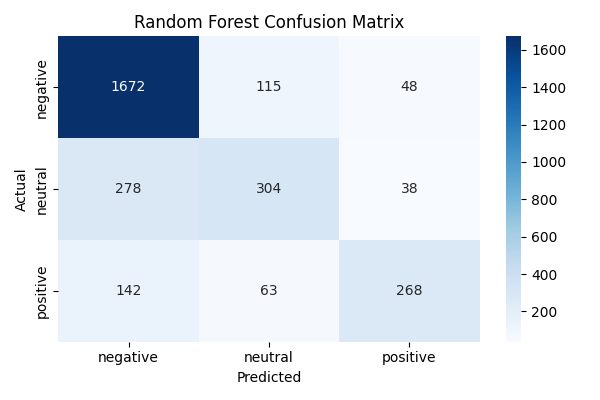 Random Forest Confusion Matrix
negative
neutral
positive
Actual
1672 115 48
278 304 38
142 63 268
negative neutral positive
Predicted
1600
1400
1200
1000
800
600
400
200